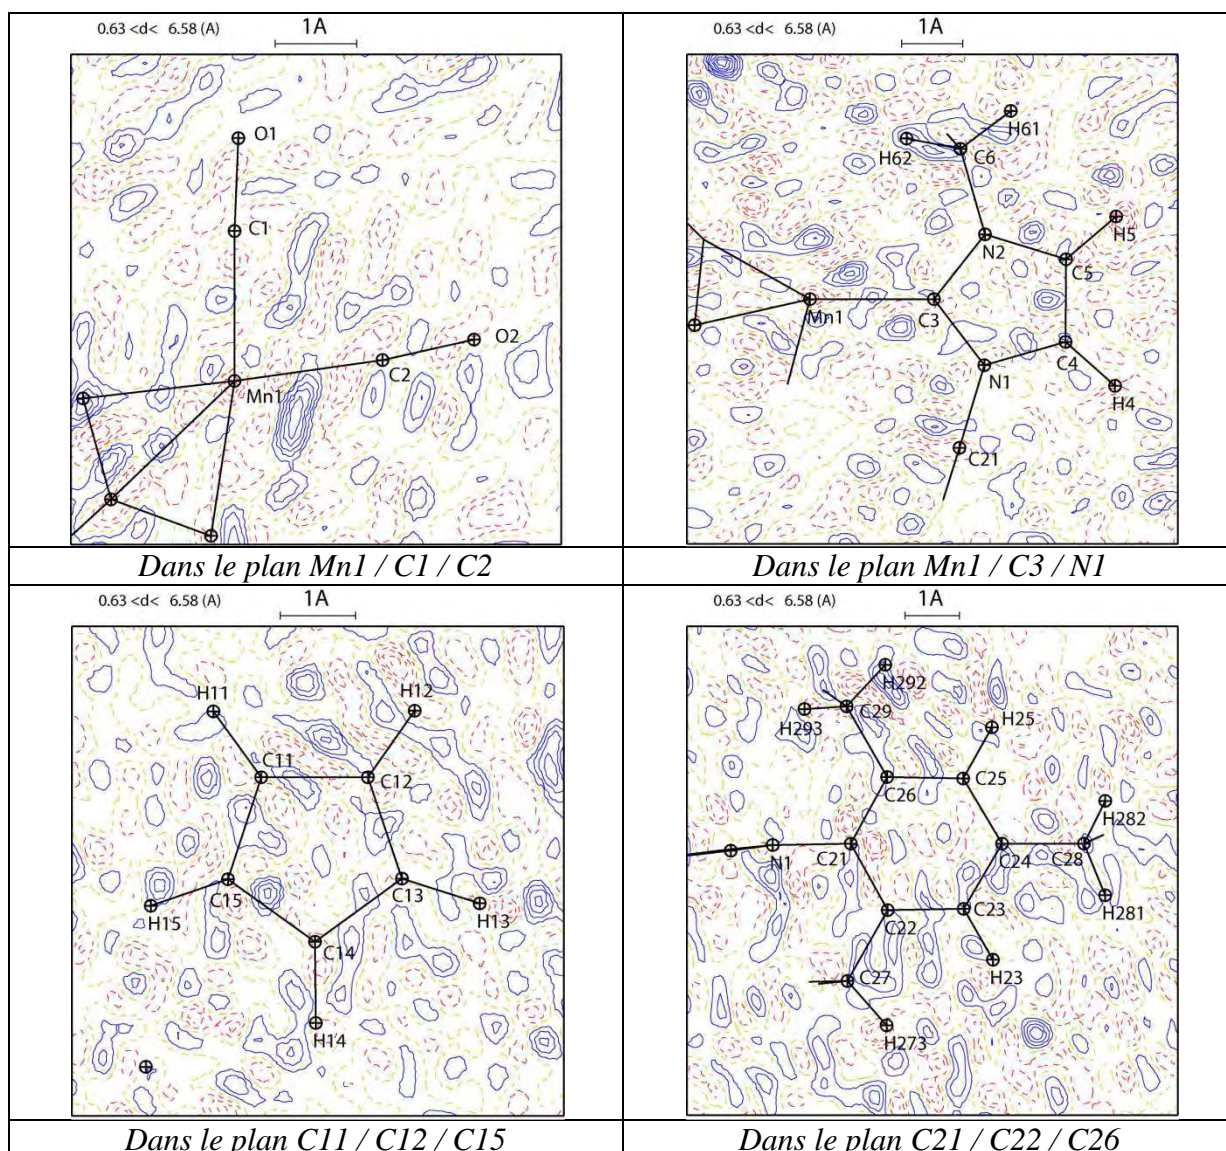 0.63 <d< 6.58 (A)
1A
O1
C1
O2
C2
Mn1
Dans le plan Mn1 / C1 / C2
0.63 <d< 6.58 (A)
1A
H61
H62
C6
H5
N2
C5
Mn1
C3
N1
C4
H4
C21
Dans le plan Mn1 / C3 / N1
0.63 <d< 6.58 (A)
1A
H11
H12
C11
C12
C15
C13
H15
H13
C14
H14
Dans le plan C11 / C12 / C15
0.63 <d< 6.58 (A)
1A
H292
C29
H293
H25
C26
C25
H282
N1
C21
C24
C28
H281
C22
C23
H23
C27
H273
Dans le plan C21 / C22 / C26